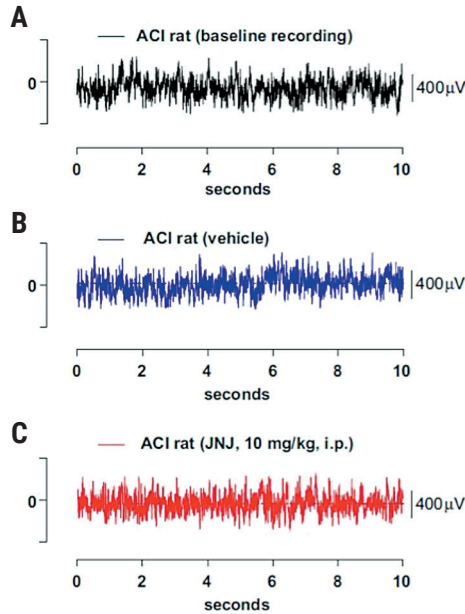 A
ACI rat (baseline recording)
0
400μV
0 2 4 6 8 10
seconds
B
ACI rat (vehicle)
0
400μV
0 2 4 6 8 10
seconds
C
ACI rat (JNJ, 10 mg/kg, i.p.)
0
400μV
0 2 4 6 8 10
seconds